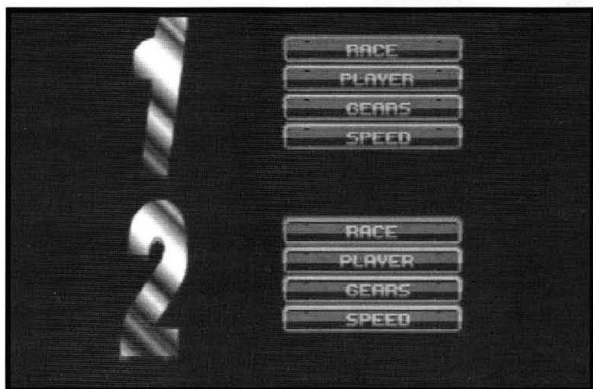 1
RACE
PLAYER
GEARS
SPEED
2
RACE
PLAYER
GEARS
SPEED